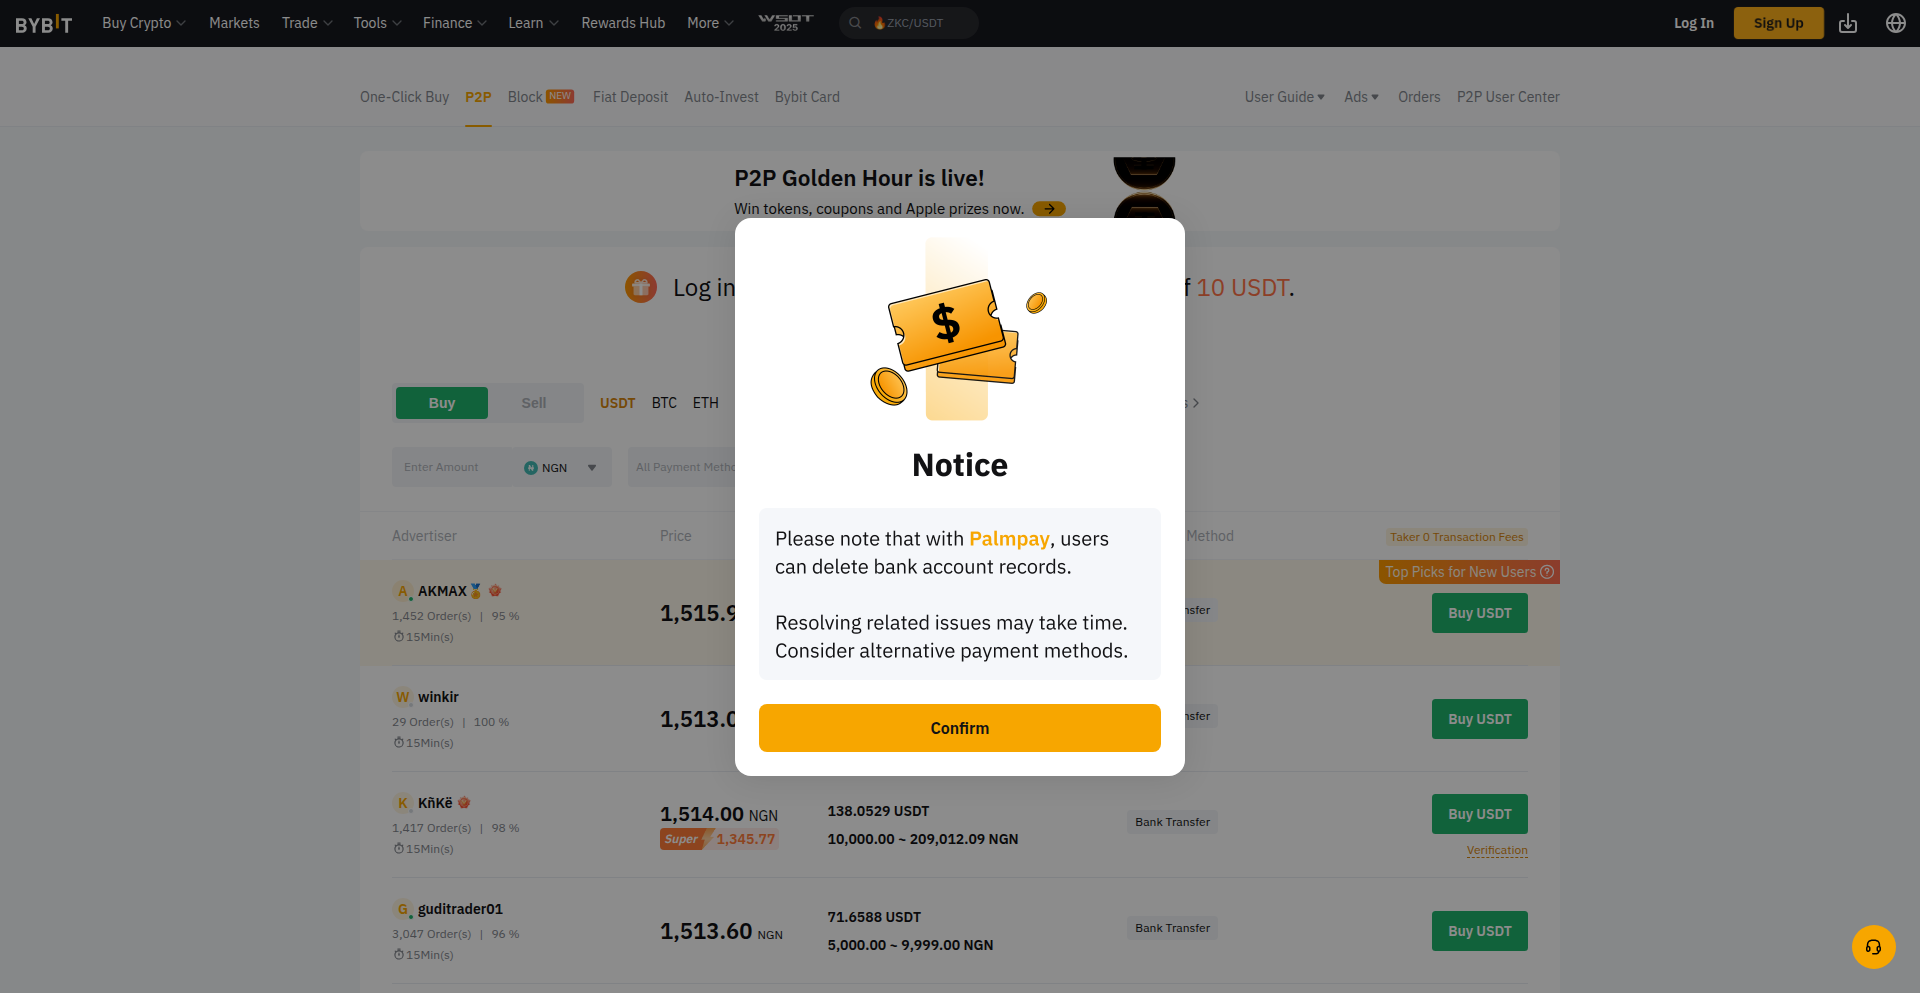 BYBIT Buy Crypto Markets Trade Tools Finance Learn Rewards Hub More WSDT 2025 ZKC/USDT Log In Sign Up
One-Click Buy P2P Block NEW Fiat Deposit Auto-Invest Bybit Card User Guide Ads Orders P2P User Center
P2P Golden Hour is live!
Win tokens, coupons and Apple prizes now.
Log in 10 USDT.
$
Buy Sell USDT BTC ETH
Notice
Enter Amount NGN All Payment
Please note that with Palmpay, users
can delete bank account records.
Resolving related issues may take time.
Consider alternative payment methods.
Confirm
Advertiser Price Method Taker 0 Transaction Fees
Top Picks for New Users
A AKMAX
1,452 Order(s) | 95 %
15Min(s)
1,515.9
Buy USDT
W winkir
29 Order(s) | 100 %
15Min(s)
1,513.0
Buy USDT
K KñKë
1,417 Order(s) | 98 %
15Min(s)
1,514.00 NGN
Super 1,345.77
138.0529 USDT
10,000.00 ~ 209,012.09 NGN
Bank Transfer
Buy USDT
Verification
G guditrader01
3,047 Order(s) | 96 %
15Min(s)
1,513.60 NGN
71.6588 USDT
5,000.00 ~ 9,999.00 NGN
Bank Transfer
Buy USDT